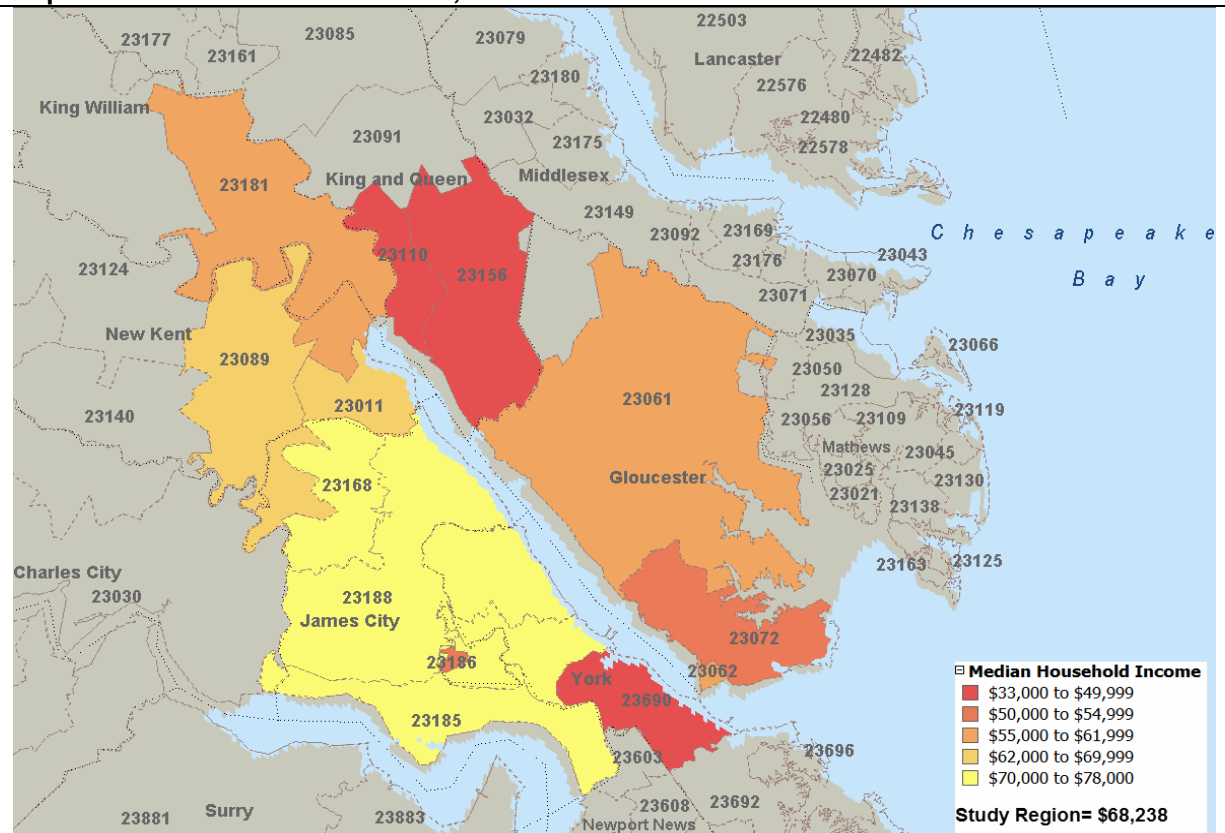 22503
23085
23177
23079
23161
22482
Lancaster
23180
22576
King William
23032
22480
23091
23175
22578
Middlesex
King and Queen
23181
23149
23169
23092
C h e s a p e a k e
23110
23043
23176
23124
23156
23070
B a y
23071
New Kent
23035
23066
23089
23050
23128
23061
23011
23119
23140
23056
23109
Mathews
23045
23025
Gloucester
23130
23168
23021
23138
23163
23125
Charles City
23030
23188
James City
23072
23186
23062
York
23690
23185
23696
23603
23608
23692
Surry
23881
23883
Newport News
Median Household Income
$33,000 to $49,999
$50,000 to $54,999
$55,000 to $61,999
$62,000 to $69,999
$70,000 to $78,000
Study Region= $68,238